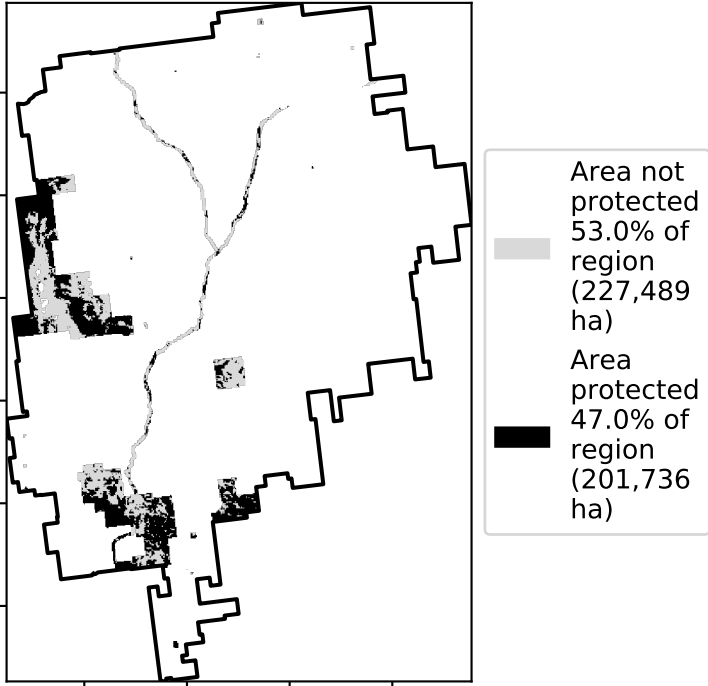 Area not
protected
53.0% of
region
(227,489
ha)
Area
protected
47.0% of
region
(201,736
ha)